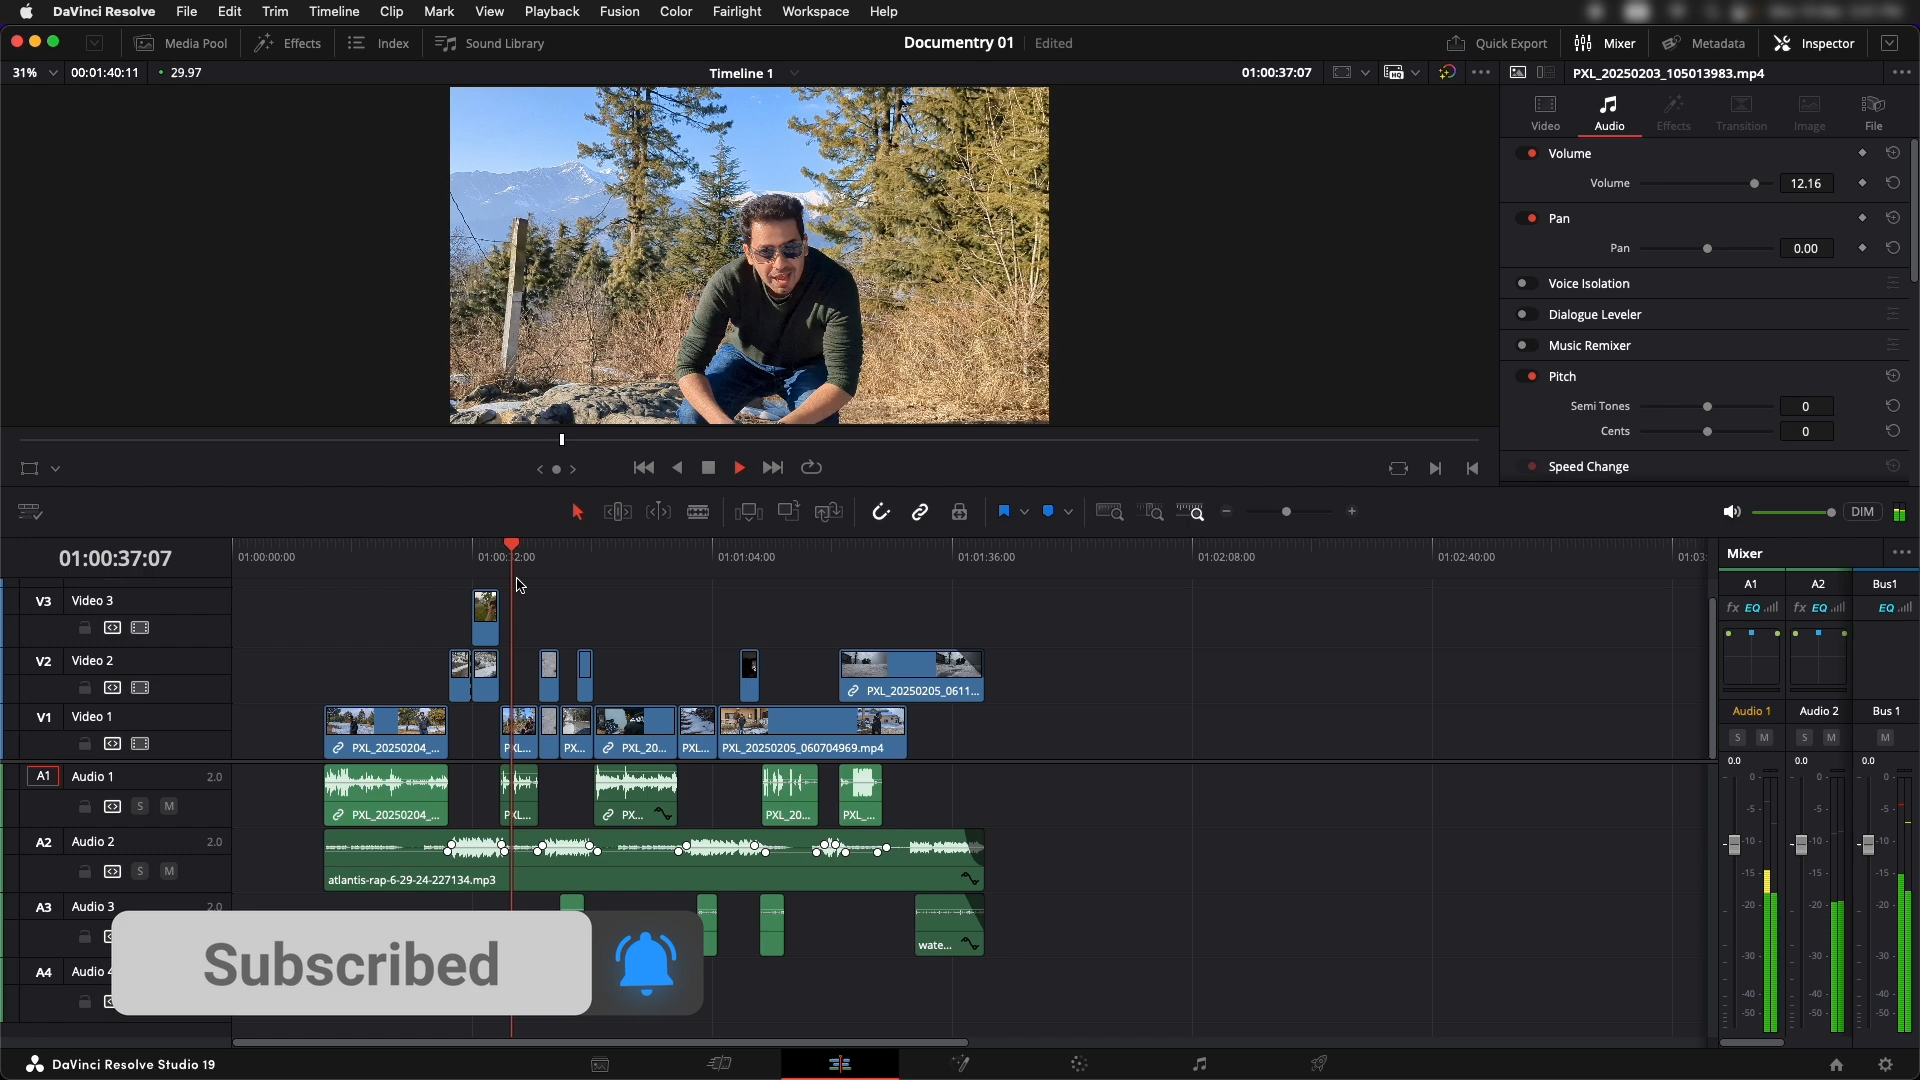 DaVinci Resolve File Edit Trim Timeline Clip Mark View Playback Fusion Color Fairlight Workspace Help
Media Pool Effects Index Sound Library Documentry 01 Edited Quick Export Mixer Metadata Inspector
31% 00:01:40:11 29.97 Timeline 1 01:00:37:07 PXL_20250203_105013983.mp4
Video Audio Effects Transition Image File
Volume
Volume 12.16
Pan
Pan 0.00
Voice Isolation
Dialogue Leveler
Music Remixer
Pitch
Semi Tones 0
Cents 0
Speed Change
DIM
01:00:37:07 01:00:00:00 01:00:32:00 01:01:04:00 01:01:36:00 01:02:08:00 01:02:40:00 01:03: Mixer
A1 A2 Bus1
V3 Video 3
fx EQ fx EQ EQ
V2 Video 2
PXL_20250205_0611...
V1 Video 1
Audio 1 Audio 2 Bus 1
S M S M M
PXL_20250204_... PXL... PX... PXL_20... PXL... PXL_20250205_060704969.mp4
0.0 0.0 0.0
A1 Audio 1 2.0
S M
PXL_20250204_... PXL... PX... PXL_20... PXL_...
A2 Audio 2 2.0
S M
atlantis-rap-6-29-24-227134.mp3
A3 Audio 3 2.0
wate...
Subscribed
A4 Audio 4
0 -5 -10 -15 -20 -30 -40 -50
0 -5 -10 -15 -20 -30 -40 -50
0 -5 -10 -15 -20 -30 -40 -50
DaVinci Resolve Studio 19